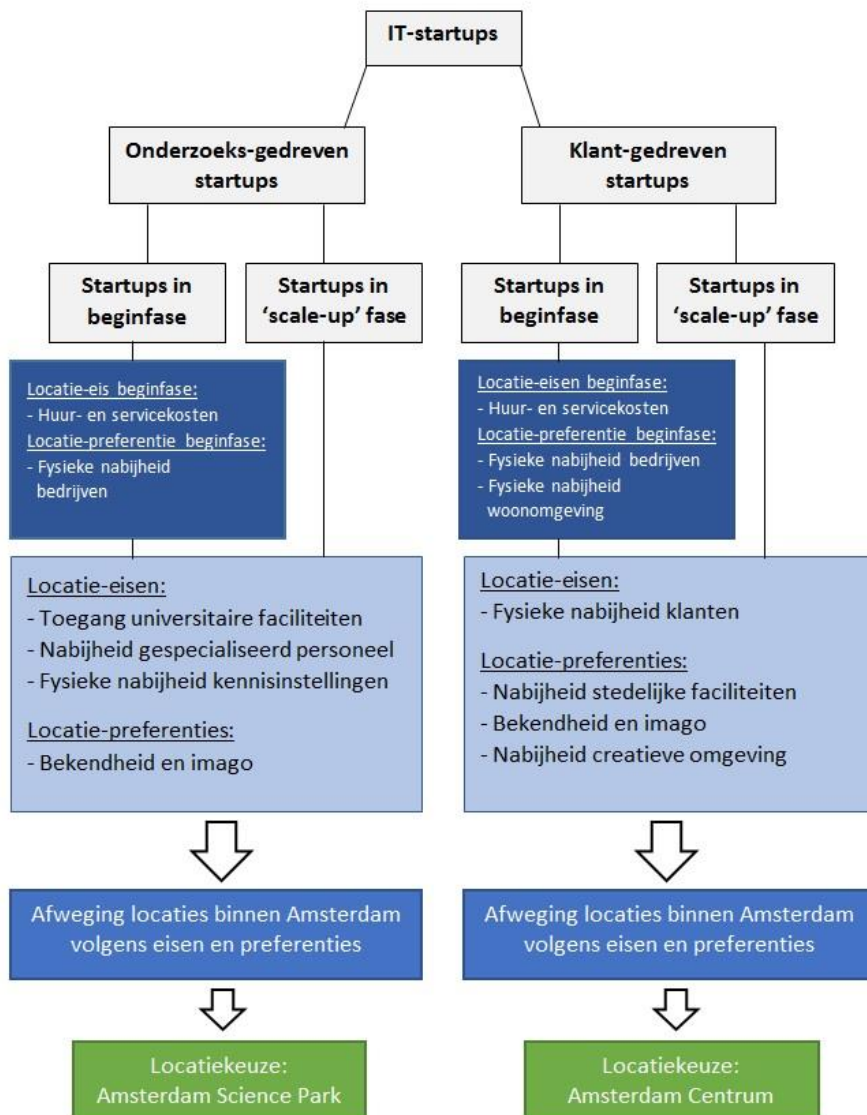 IT-startups
Onderzoeks-gedreven
startups
Klant-gedreven
startups
Startups in
beginfase
Startups in
‘scale-up’ fase
Startups in
beginfase
Startups in
‘scale-up’ fase
Locatie-eis beginfase:
- Huur- en servicekosten
Locatie-preferentie beginfase:
- Fysieke nabijheid
bedrijven
Locatie-eisen beginfase:
- Huur- en servicekosten
Locatie-preferentie beginfase:
- Fysieke nabijheid bedrijven
- Fysieke nabijheid
woonomgeving
Locatie-eisen:
- Toegang universitaire faciliteiten
- Nabijheid gespecialiseerd personeel
- Fysieke nabijheid kennisinstellingen
Locatie-preferenties:
- Bekendheid en imago
Locatie-eisen:
- Fysieke nabijheid klanten
Locatie-preferenties:
- Nabijheid stedelijke faciliteiten
- Bekendheid en imago
- Nabijheid creatieve omgeving
Afweging locaties binnen Amsterdam
volgens eisen en preferenties
Afweging locaties binnen Amsterdam
volgens eisen en preferenties
Locatiekeuze:
Amsterdam Science Park
Locatiekeuze:
Amsterdam Centrum